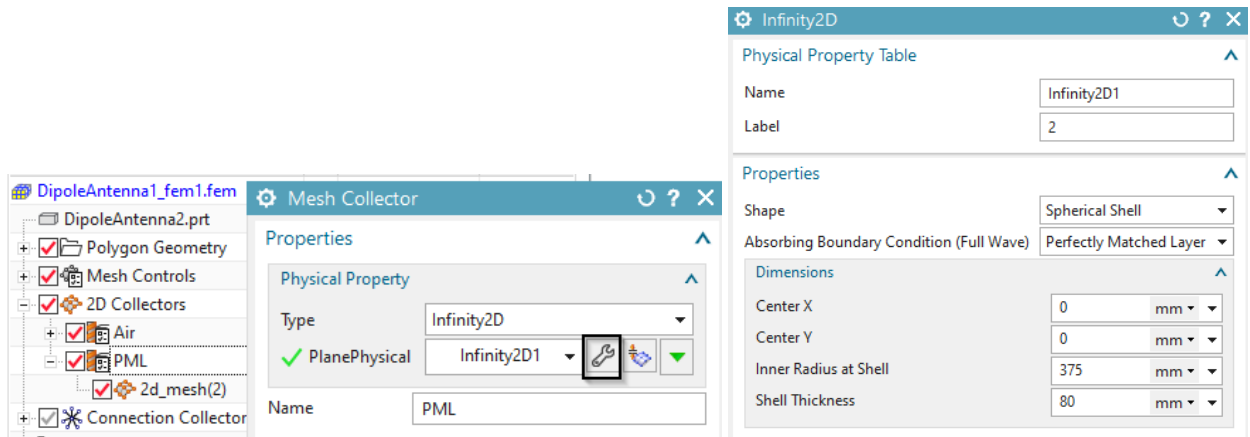 DipoleAntenna1_fem1.fem
DipoleAntenna2.prt
Polygon Geometry
Mesh Controls
2D Collectors
Air
PML
2d_mesh(2)
Connection Collector
Mesh Collector
Properties
Physical Property
Type Infinity2D
PlanePhysical Infinity2D1
Name PML
Infinity2D
Physical Property Table
Name Infinity2D1
Label 2
Properties
Shape Spherical Shell
Absorbing Boundary Condition (Full Wave) Perfectly Matched Layer
Dimensions
Center X 0 mm
Center Y 0 mm
Inner Radius at Shell 375 mm
Shell Thickness 80 mm